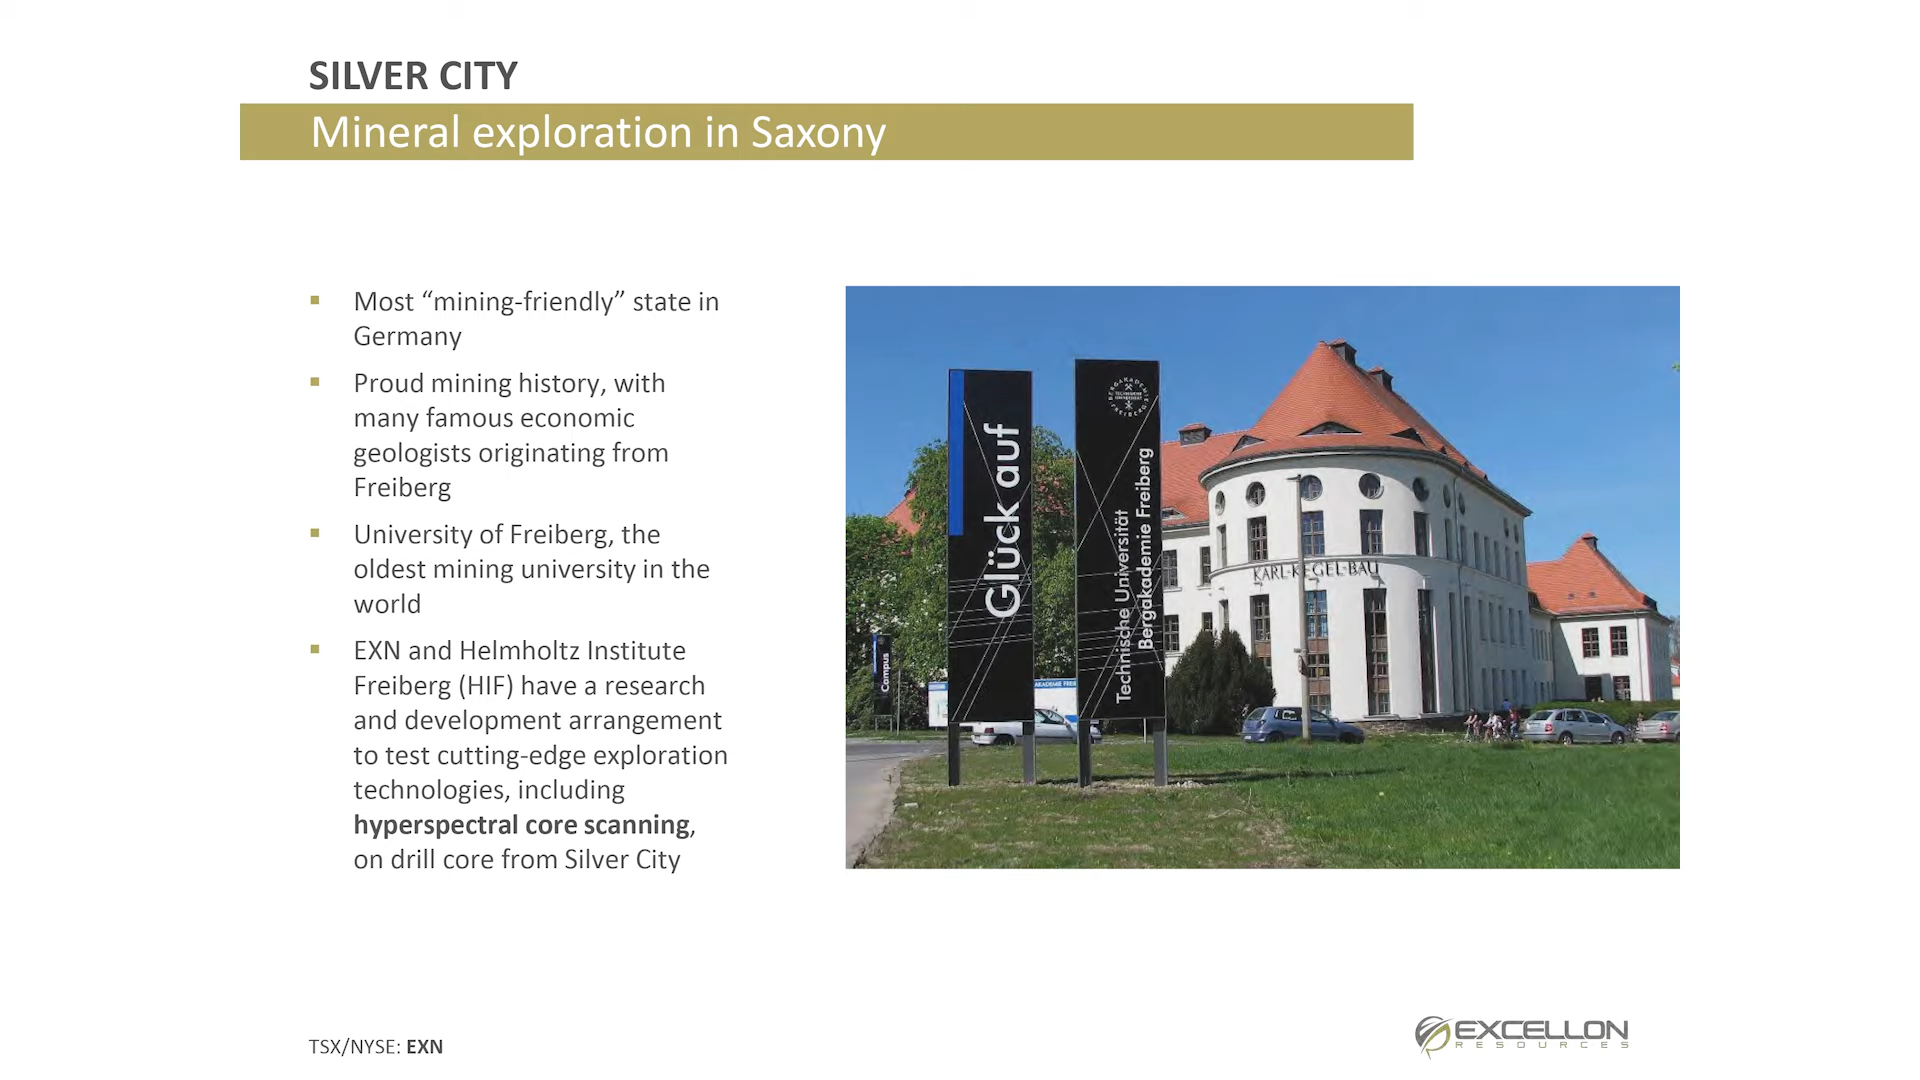 SILVER CITY
Mineral exploration in Saxony
▪ Most “mining-friendly” state in
Germany
▪ Proud mining history, with
many famous economic
geologists originating from
Freiberg
▪ University of Freiberg, the
oldest mining university in the
world
▪ EXN and Helmholtz Institute
Freiberg (HIF) have a research
and development arrangement
to test cutting-edge exploration
technologies, including
hyperspectral core scanning,
on drill core from Silver City
Glück auf
Technische Universität
Bergakademie Freiberg
KARL-KEGEL-BAU
Campus
TSX/NYSE: EXN
EXCELLON
RESOURCES